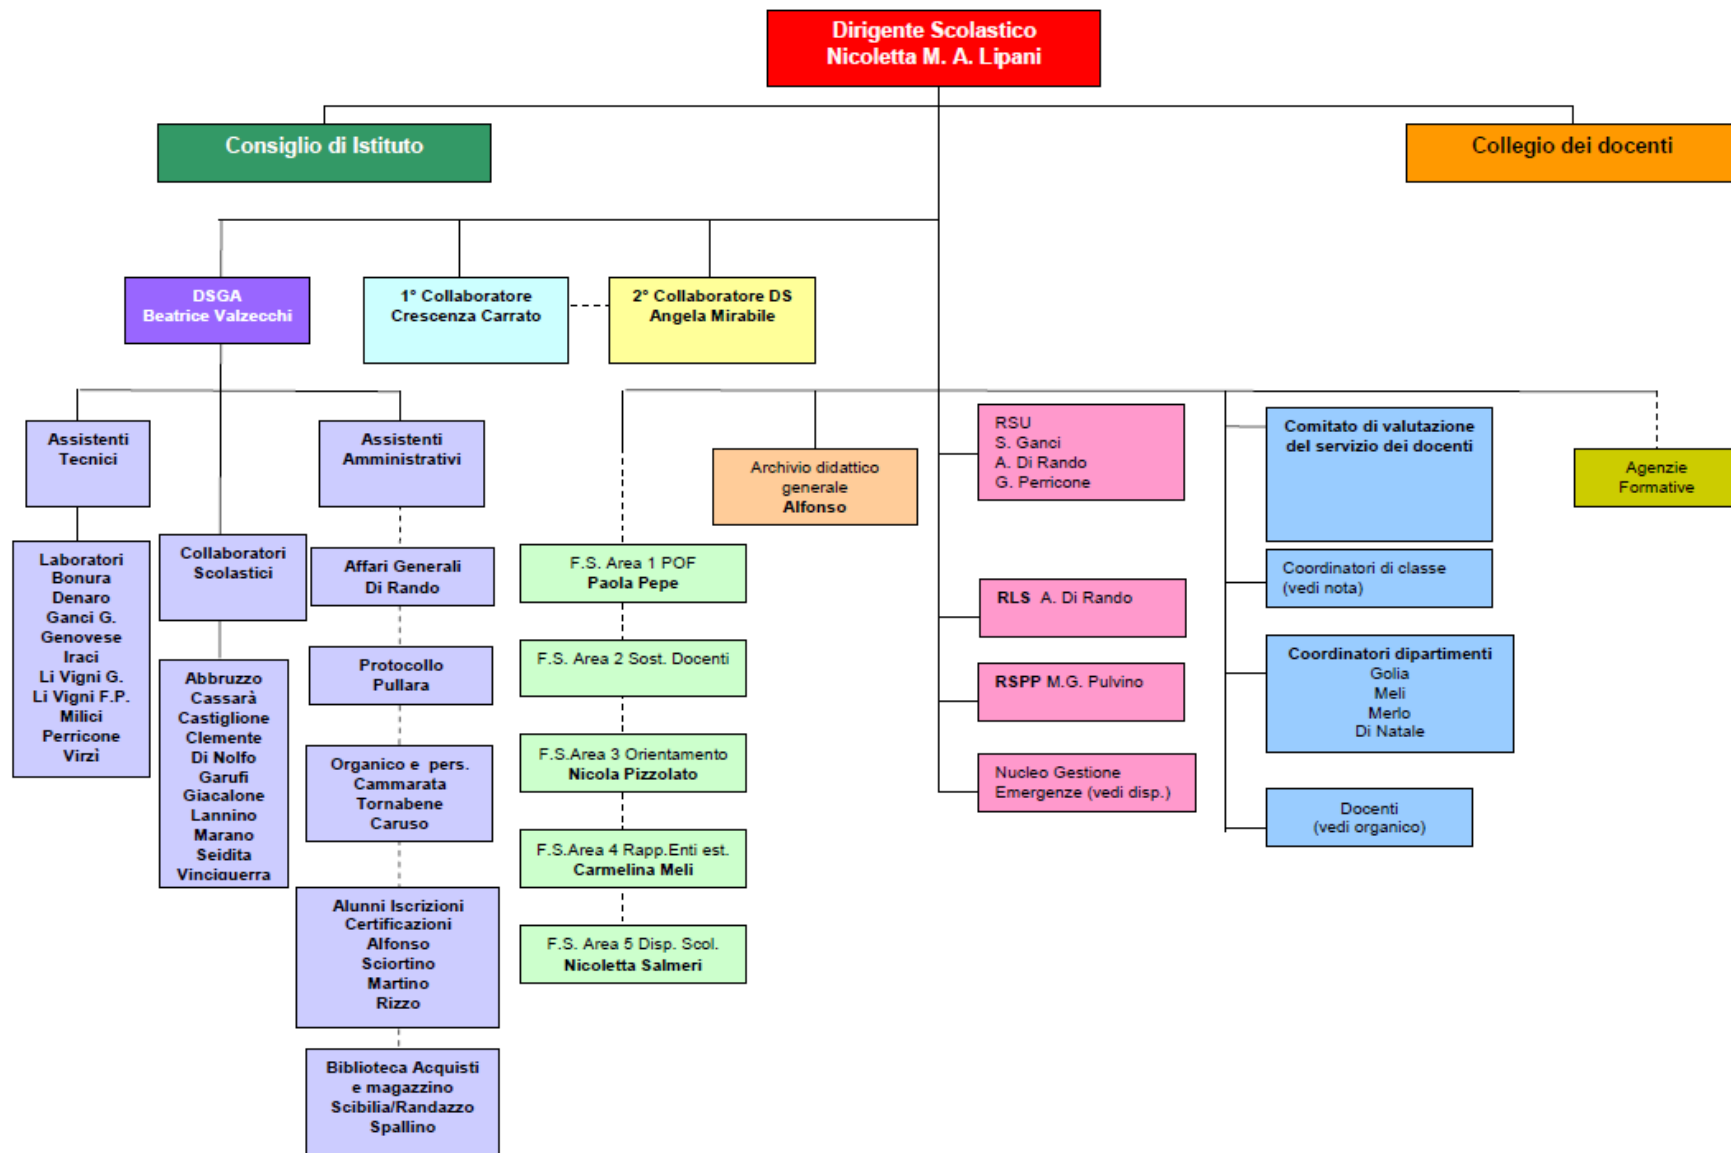 Dirigente Scolastico
Nicoletta M. A. Lipani
Consiglio di Istituto
Collegio dei docenti
DSGA
Beatrice Valzecchi
1° Collaboratore
Crescenza Carrato
2° Collaboratore DS
Angela Mirabile
Assistenti
Tecnici
Laboratori
Bonura
Denaro
Ganci G.
Genovese
Iraci
Li Vigni G.
Li Vigni F.P.
Milici
Perricone
Virzì
Collaboratori
Scolastici
Abbruzzo
Cassarà
Castiglione
Clemente
Di Nolfo
Garufi
Giacalone
Lannino
Marano
Seidita
Vinciguerra
Assistenti
Amministrativi
Affari Generali
Di Rando
Protocollo
Pullara
Organico e pers.
Cammarata
Tornabene
Caruso
Alunni Iscrizioni
Certificazioni
Alfonso
Sciortino
Martino
Rizzo
Biblioteca Acquisti
e magazzino
Scibilia/Randazzo
Spallino
F.S. Area 1 POF
Paola Pepe
F.S. Area 2 Sost. Docenti
F.S.Area 3 Orientamento
Nicola Pizzolato
F.S.Area 4 Rapp.Enti est.
Carmelina Meli
F.S. Area 5 Disp. Scol.
Nicoletta Salmeri
Archivio didattico
generale
Alfonso
RSU
S. Ganci
A. Di Rando
G. Perricone
RLS A. Di Rando
RSPP M.G. Pulvino
Nucleo Gestione
Emergenze (vedi disp.)
Comitato di valutazione
del servizio dei docenti
Coordinatori di classe
(vedi nota)
Coordinatori dipartimenti
Golia
Meli
Merlo
Di Natale
Docenti
(vedi organico)
Agenzie
Formative